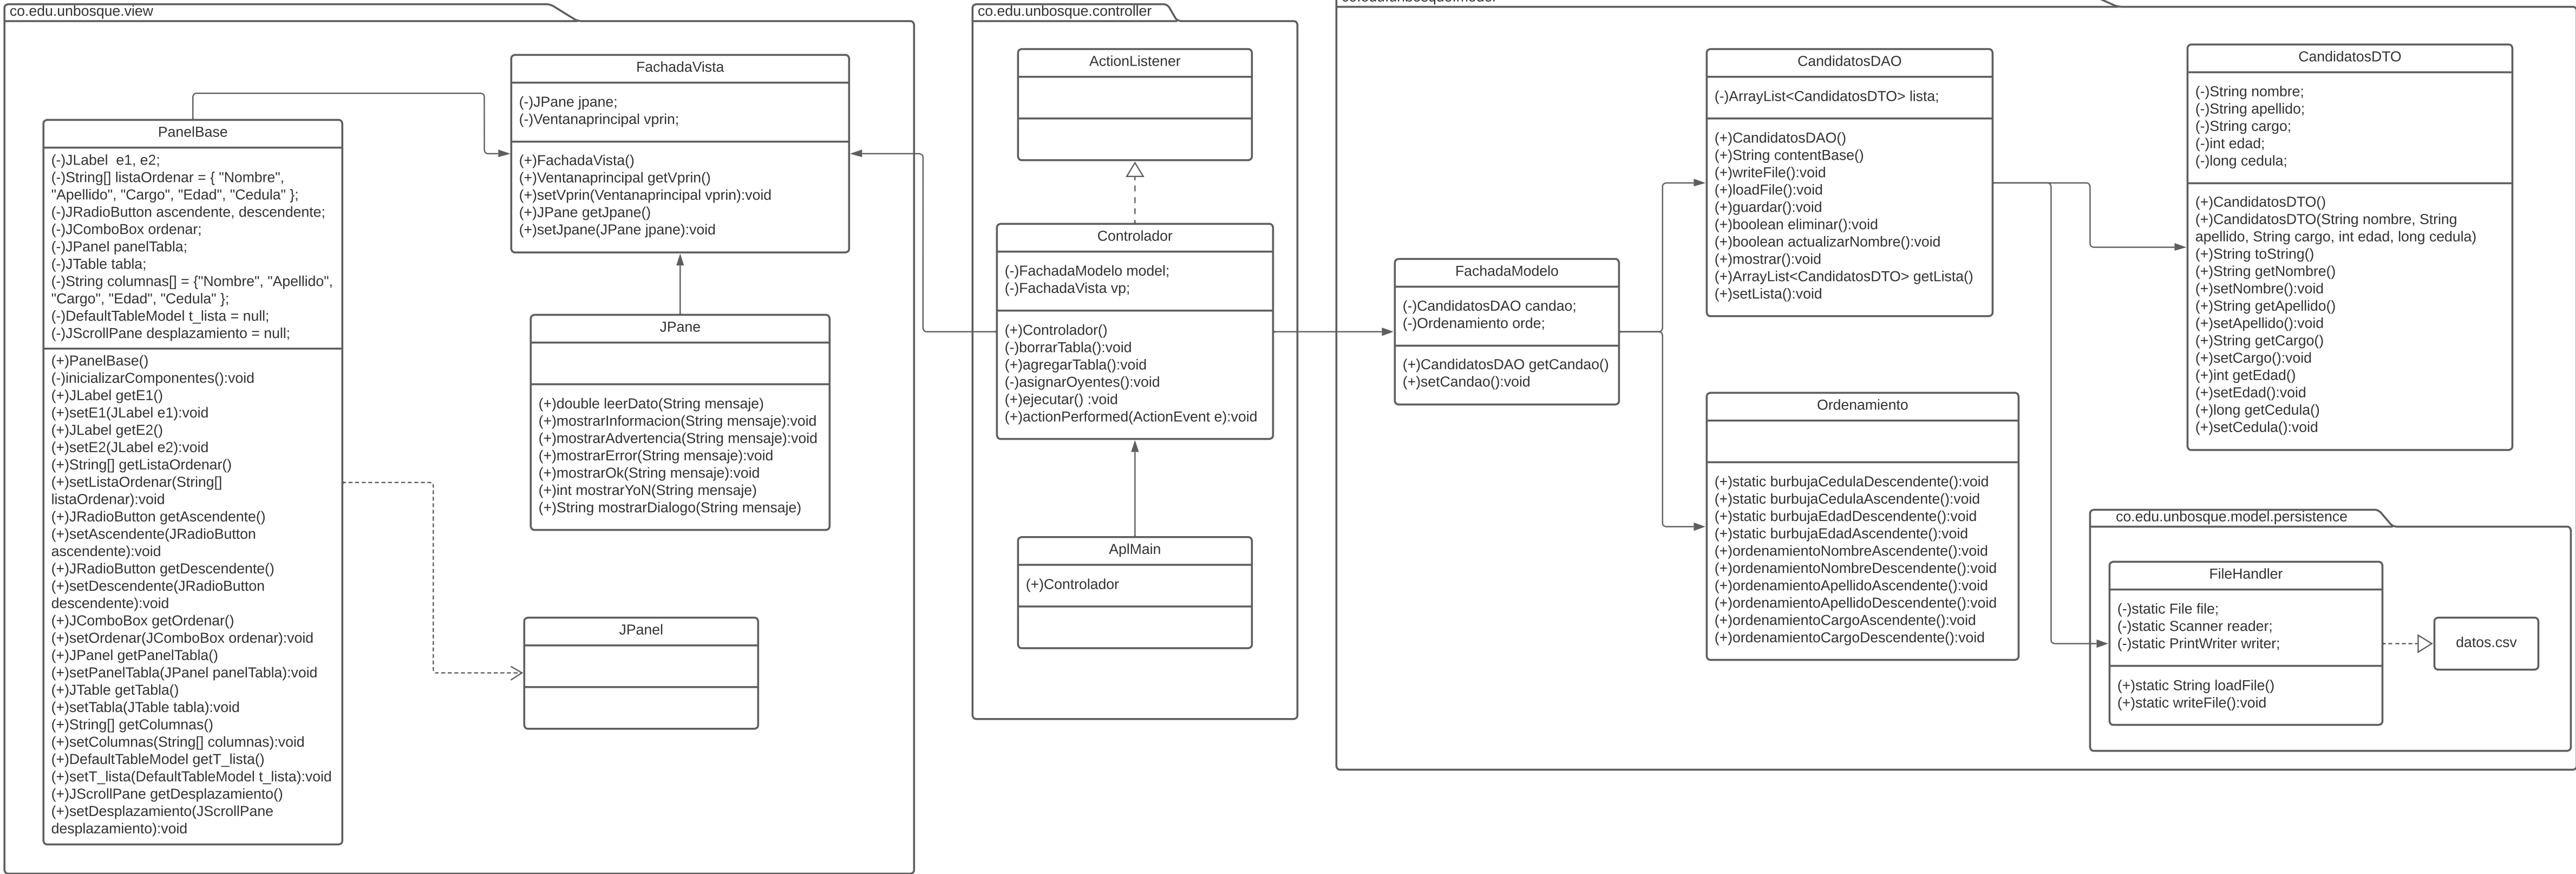 co.edu.unbosque.view
PanelBase
(-)JLabel  e1, e2;
(-)String[] listaOrdenar = { "Nombre",
"Apellido", "Cargo", "Edad", "Cedula" };
(-)JRadioButton ascendente, descendente;
(-)JComboBox ordenar;
(-)JPanel panelTabla;
(-)JTable tabla;
(-)String columnas[] = {"Nombre", "Apellido",
"Cargo", "Edad", "Cedula" };
(-)DefaultTableModel t_lista = null;
(-)JScrollPane desplazamiento = null;
(+)PanelBase()
(-)inicializarComponentes():void
(+)JLabel getE1()
(+)setE1(JLabel e1):void
(+)JLabel getE2()
(+)setE2(JLabel e2):void
(+)String[] getListaOrdenar()
(+)setListaOrdenar(String[]
listaOrdenar):void
(+)JRadioButton getAscendente()
(+)setAscendente(JRadioButton
ascendente):void
(+)JRadioButton getDescendente()
(+)setDescendente(JRadioButton
descendente):void
(+)JComboBox getOrdenar()
(+)setOrdenar(JComboBox ordenar):void
(+)JPanel getPanelTabla()
(+)setPanelTabla(JPanel panelTabla):void
(+)JTable getTabla()
(+)setTabla(JTable tabla):void
(+)String[] getColumnas()
(+)setColumnas(String[] columnas):void
(+)DefaultTableModel getT_lista()
(+)setT_lista(DefaultTableModel t_lista):void
(+)JScrollPane getDesplazamiento()
(+)setDesplazamiento(JScrollPane
desplazamiento):void
FachadaVista
(-)JPane jpane;
(-)Ventanaprincipal vprin;
(+)FachadaVista()
(+)Ventanaprincipal getVprin()
(+)setVprin(Ventanaprincipal vprin):void
(+)JPane getJpane()
(+)setJpane(JPane jpane):void
JPane
(+)double leerDato(String mensaje)
(+)mostrarInformacion(String mensaje):void
(+)mostrarAdvertencia(String mensaje):void
(+)mostrarError(String mensaje):void
(+)mostrarOk(String mensaje):void
(+)int mostrarYoN(String mensaje)
(+)String mostrarDialogo(String mensaje)
JPanel
co.edu.unbosque.controller
ActionListener
Controlador
(-)FachadaModelo model;
(-)FachadaVista vp;
(+)Controlador()
(-)borrarTabla():void
(+)agregarTabla():void
(-)asignarOyentes():void
(+)ejecutar() :void
(+)actionPerformed(ActionEvent e):void
AplMain
(+)Controlador
FachadaModelo
(-)CandidatosDAO candao;
(-)Ordenamiento orde;
(+)CandidatosDAO getCandao()
(+)setCandao():void
CandidatosDAO
(-)ArrayList<CandidatosDTO> lista;
(+)CandidatosDAO()
(+)String contentBase()
(+)writeFile():void
(+)loadFile():void
(+)guardar():void
(+)boolean eliminar():void
(+)boolean actualizarNombre():void
(+)mostrar():void
(+)ArrayList<CandidatosDTO> getLista()
(+)setLista():void
Ordenamiento
(+)static burbujaCedulaDescendente():void
(+)static burbujaCedulaAscendente():void
(+)static burbujaEdadDescendente():void
(+)static burbujaEdadAscendente():void
(+)ordenamientoNombreAscendente():void
(+)ordenamientoNombreDescendente():void
(+)ordenamientoApellidoAscendente():void
(+)ordenamientoApellidoDescendente():void
(+)ordenamientoCargoAscendente():void
(+)ordenamientoCargoDescendente():void
CandidatosDTO
(-)String nombre;
(-)String apellido;
(-)String cargo;
(-)int edad;
(-)long cedula;
(+)CandidatosDTO()
(+)CandidatosDTO(String nombre, String
apellido, String cargo, int edad, long cedula)
(+)String toString()
(+)String getNombre()
(+)setNombre():void
(+)String getApellido()
(+)setApellido():void
(+)String getCargo()
(+)setCargo():void
(+)int getEdad()
(+)setEdad():void
(+)long getCedula()
(+)setCedula():void
co.edu.unbosque.model.persistence
FileHandler
(-)static File file;
(-)static Scanner reader;
(-)static PrintWriter writer;
(+)static String loadFile()
(+)static writeFile():void
datos.csv